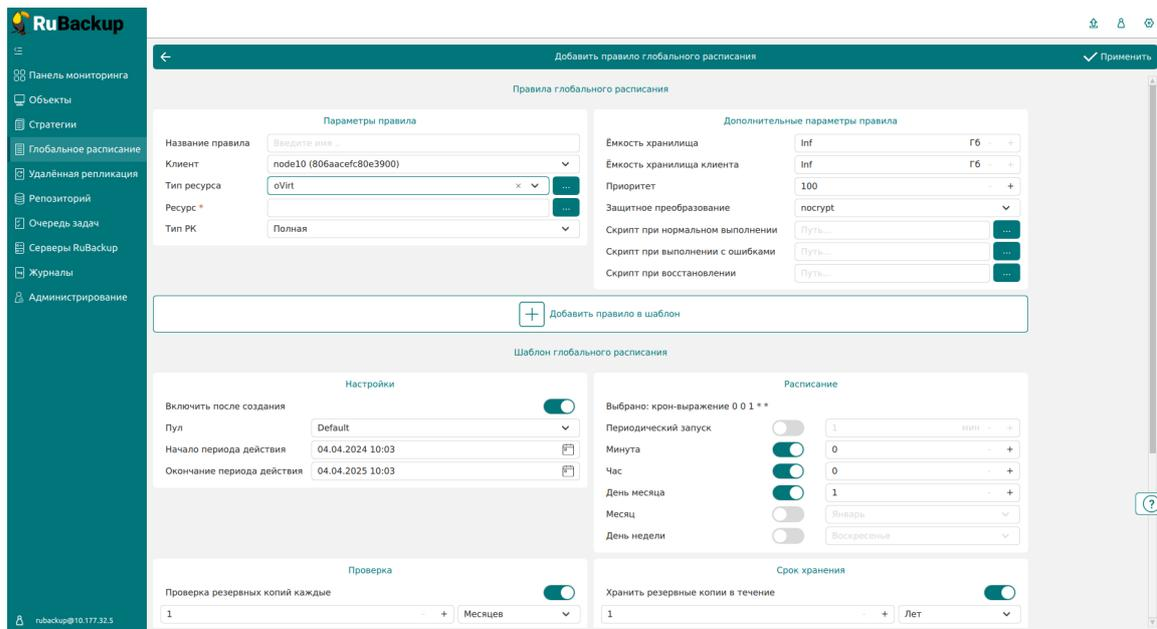 RuBackup
Панель мониторинга
Объекты
Стратегии
Глобальное расписание
Удалённая репликация
Репозиторий
Очередь задач
Серверы RuBackup
Журналы
Администрирование
rubackup@10.177.32.5
Добавить правило глобального расписания
Применить
Правила глобального расписания
Параметры правила
Название правила Введите имя ..
Клиент node10 (806aacefc80e3900)
Тип ресурса oVirt × ...
Ресурс * ...
Тип РК Полная
Дополнительные параметры правила
Ёмкость хранилища Inf Гб - +
Ёмкость хранилища клиента Inf Гб - +
Приоритет 100 - +
Защитное преобразование nocrypt
Скрипт при нормальном выполнении Путь... ...
Скрипт при выполнении с ошибками Путь... ...
Скрипт при восстановлении Путь... ...
Добавить правило в шаблон
Шаблон глобального расписания
Настройки
Включить после создания
Пул Default
Начало периода действия 04.04.2024 10:03
Окончание периода действия 04.04.2025 10:03
Расписание
Выбрано: крон-выражение 0 0 1 * *
Периодический запуск 1 мин - +
Минута 0 - +
Час 0 - +
День месяца 1 - +
Месяц Январь
День недели Воскресенье
Проверка
Проверка резервных копий каждые
1 - + Месяцев
Срок хранения
Хранить резервные копии в течение
1 - + Лет
?